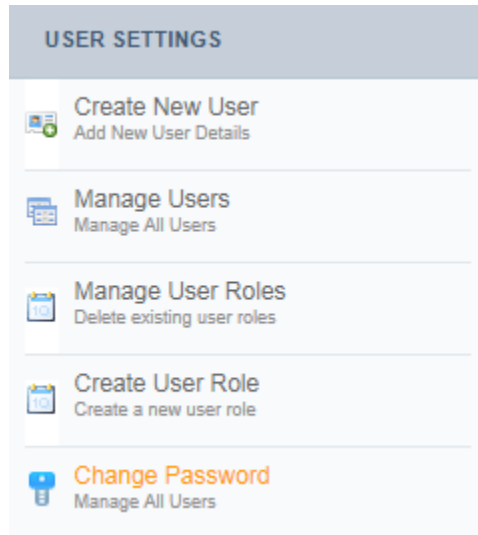 USER SETTINGS
Create New User
Add New User Details
Manage Users
Manage All Users
Manage User Roles
Delete existing user roles
Create User Role
Create a new user role
Change Password
Manage All Users